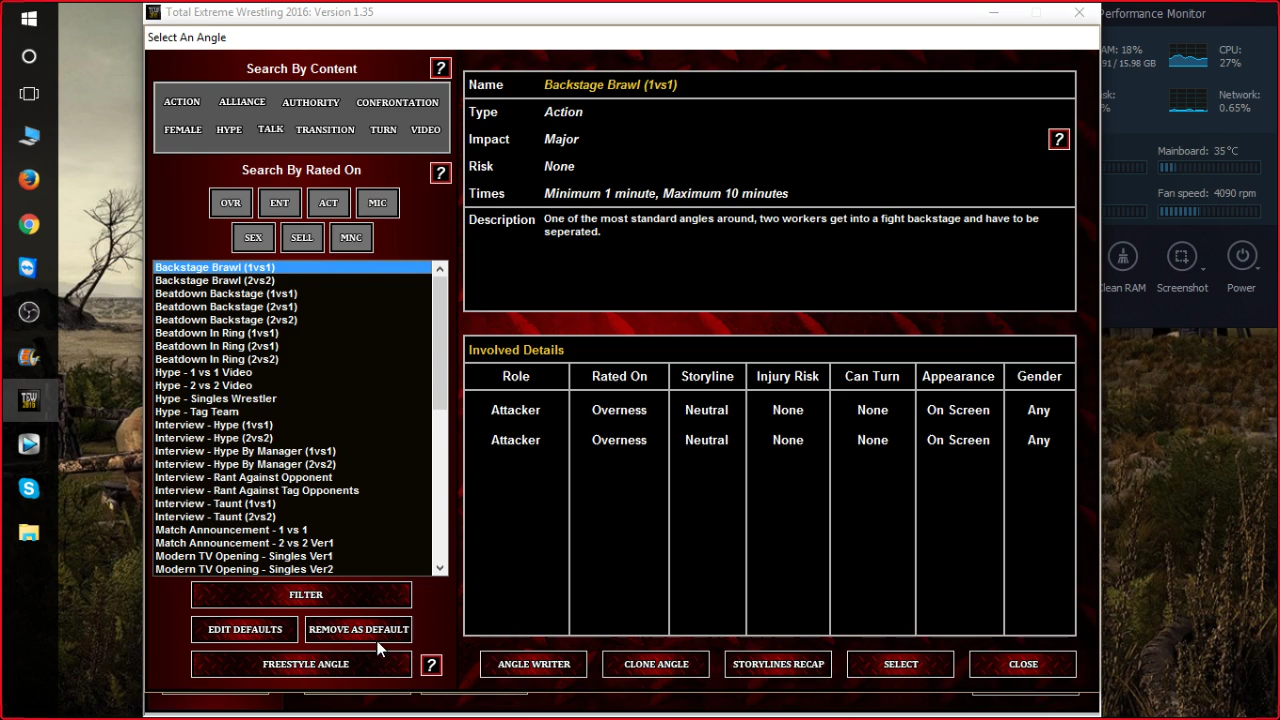 Total Extreme Wrestling 2016: Version 1.35
Select An Angle
Search By Content
?
ACTION ALLIANCE AUTHORITY CONFRONTATION
FEMALE HYPE TALK TRANSITION TURN VIDEO
Search By Rated On
?
OVR ENT ACT MIC
SEX SELL MNC
Backstage Brawl (1vs1)
Backstage Brawl (2vs2)
Beatdown Backstage (1vs1)
Beatdown Backstage (2vs1)
Beatdown Backstage (2vs2)
Beatdown In Ring (1vs1)
Beatdown In Ring (2vs1)
Beatdown In Ring (2vs2)
Hype - 1 vs 1 Video
Hype - 2 vs 2 Video
Hype - Singles Wrestler
Hype - Tag Team
Interview - Hype (1vs1)
Interview - Hype (2vs2)
Interview - Hype By Manager (1vs1)
Interview - Hype By Manager (2vs2)
Interview - Rant Against Opponent
Interview - Rant Against Tag Opponents
Interview - Taunt (1vs1)
Interview - Taunt (2vs2)
Match Announcement - 1 vs 1
Match Announcement - 2 vs 2 Ver1
Modern TV Opening - Singles Ver1
Modern TV Opening - Singles Ver2
FILTER
EDIT DEFAULTS REMOVE AS DEFAULT
FREESTYLE ANGLE ?
Name Backstage Brawl (1vs1)
Type Action
Impact Major ?
Risk None
Times Minimum 1 minute, Maximum 10 minutes
Description One of the most standard angles around, two workers get into a fight backstage and have to be
seperated.
Involved Details
Role Rated On Storyline Injury Risk Can Turn Appearance Gender
Attacker Overness Neutral None None On Screen Any
Attacker Overness Neutral None None On Screen Any
ANGLE WRITER CLONE ANGLE STORYLINES RECAP SELECT CLOSE
Performance Monitor
AM: 18% CPU:
91 / 15.98 GB 27%
sk: Network:
% 0.65%
Mainboard: 35°C
Fan speed: 4090 rpm
Clean RAM Screenshot Power
TEW
2016